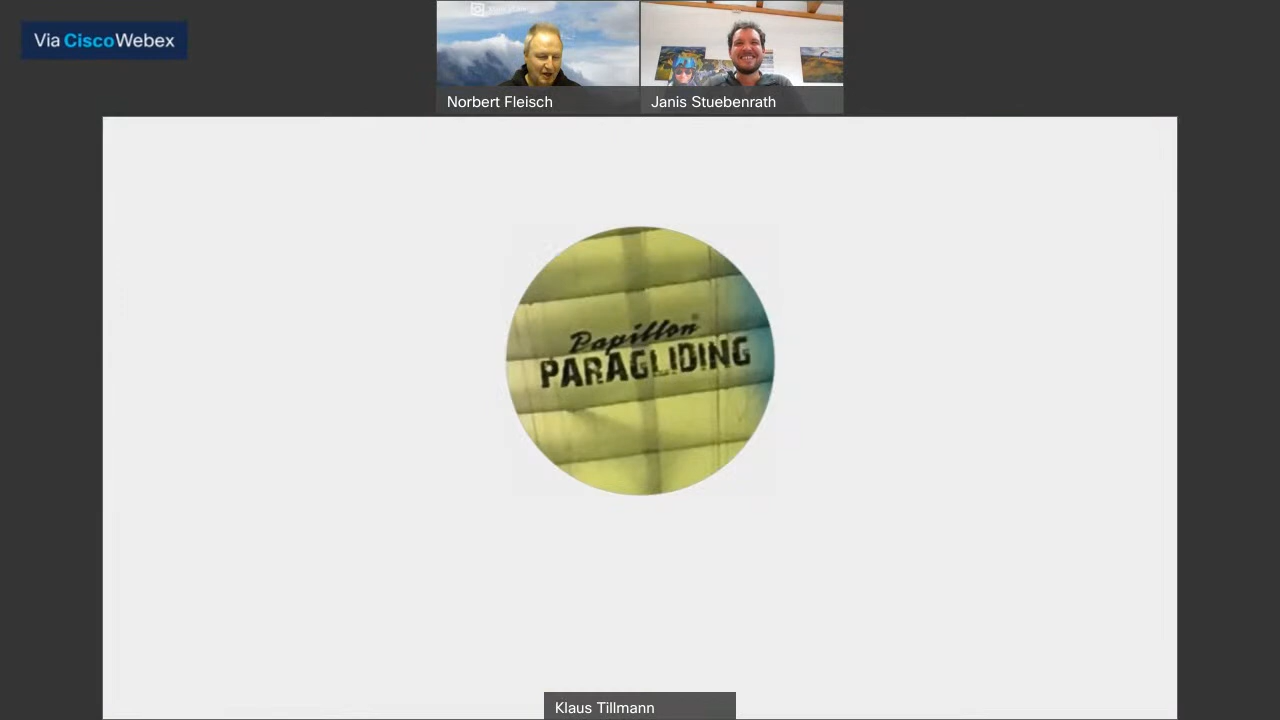 Via CiscoWebex
Norbert Fleisch
Janis Stuebenrath
Papillon®
PARAGLIDING
Klaus Tillmann